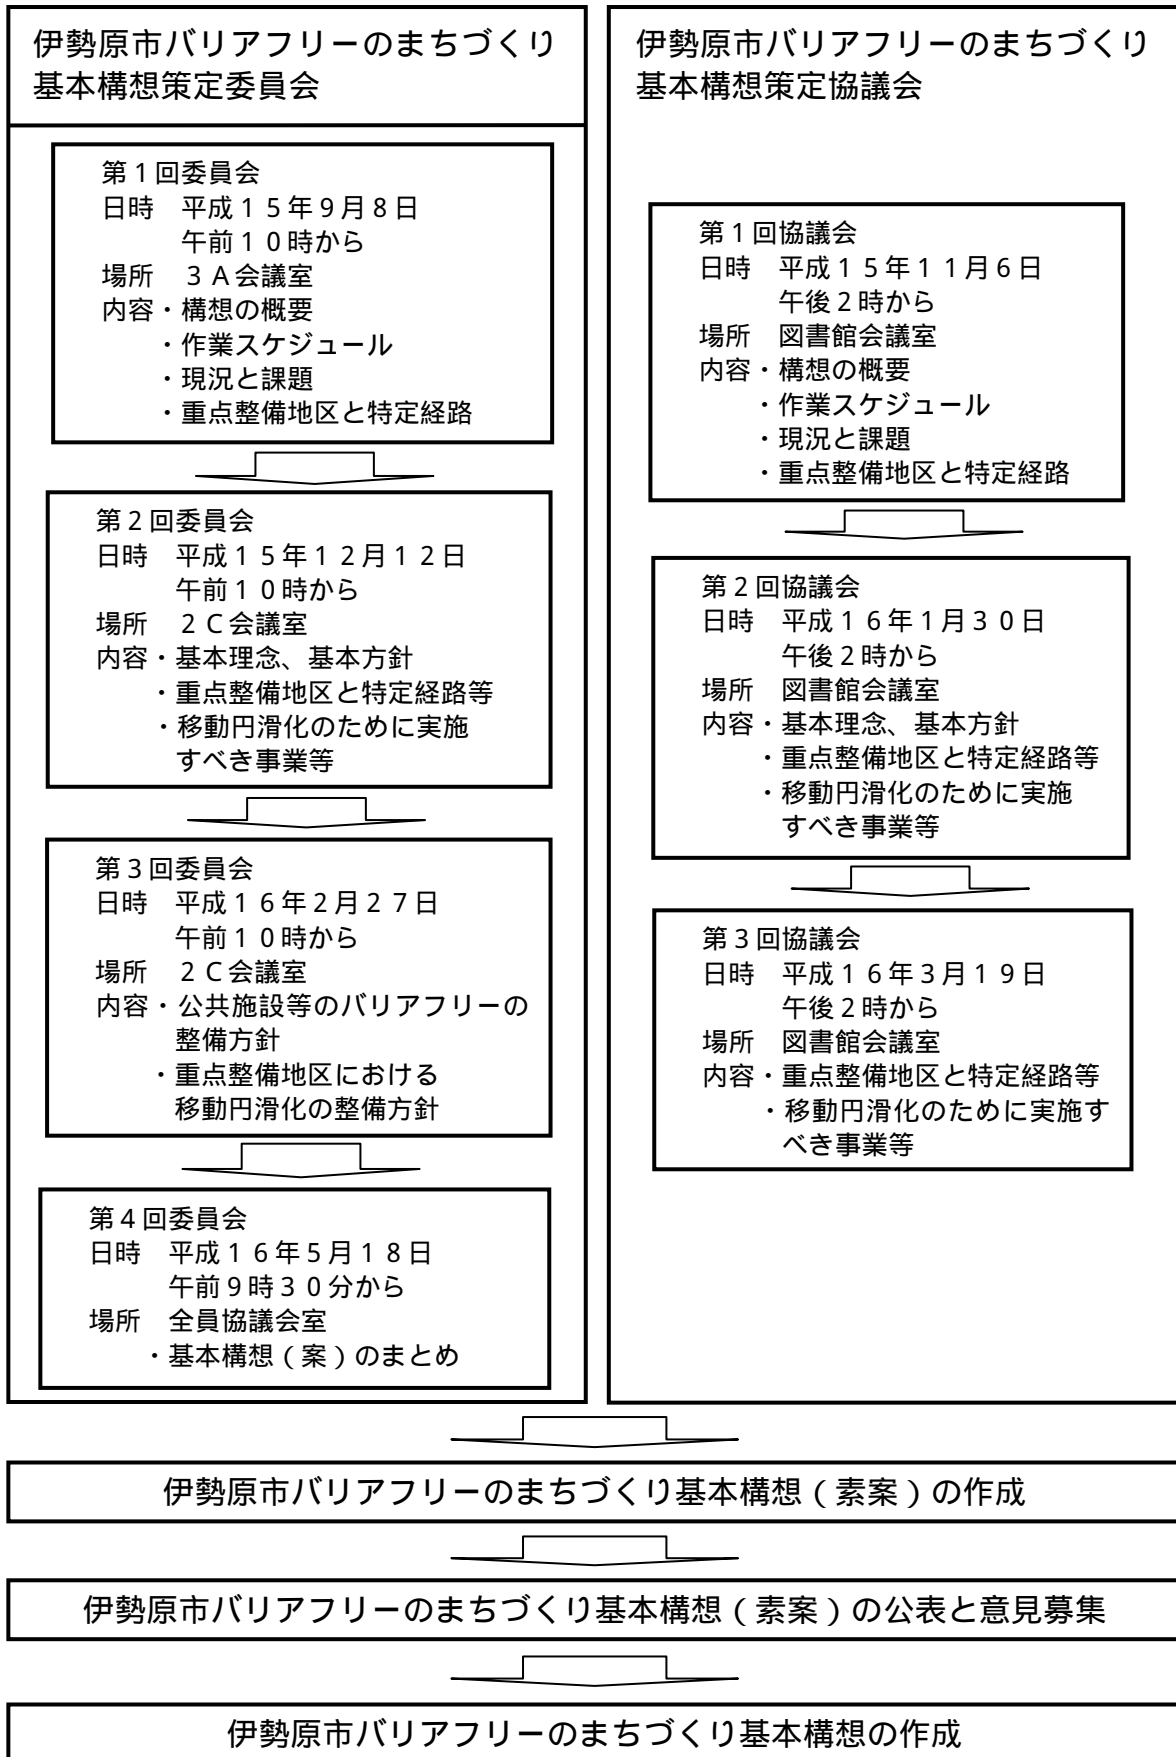 伊勢原市バリアフリーのまちづくり
基本構想策定委員会
第1回委員会
日時　平成15年9月8日
午前10時から
場所　3A会議室
内容・構想の概要
・作業スケジュール
・現況と課題
・重点整備地区と特定経路
第2回委員会
日時　平成15年12月12日
午前10時から
場所　2C会議室
内容・基本理念、基本方針
・重点整備地区と特定経路等
・移動円滑化のために実施
すべき事業等
第3回委員会
日時　平成16年2月27日
午前10時から
場所　2C会議室
内容・公共施設等のバリアフリーの
整備方針
・重点整備地区における
移動円滑化の整備方針
第4回委員会
日時　平成16年5月18日
午前9時30分から
場所　全員協議会室
・基本構想（案）のまとめ
伊勢原市バリアフリーのまちづくり
基本構想策定協議会
第1回協議会
日時　平成15年11月6日
午後2時から
場所　図書館会議室
内容・構想の概要
・作業スケジュール
・現況と課題
・重点整備地区と特定経路
第2回協議会
日時　平成16年1月30日
午後2時から
場所　図書館会議室
内容・基本理念、基本方針
・重点整備地区と特定経路等
・移動円滑化のために実施
すべき事業等
第3回協議会
日時　平成16年3月19日
午後2時から
場所　図書館会議室
内容・重点整備地区と特定経路等
・移動円滑化のために実施す
べき事業等
伊勢原市バリアフリーのまちづくり基本構想（素案）の作成
伊勢原市バリアフリーのまちづくり基本構想（素案）の公表と意見募集
伊勢原市バリアフリーのまちづくり基本構想の作成